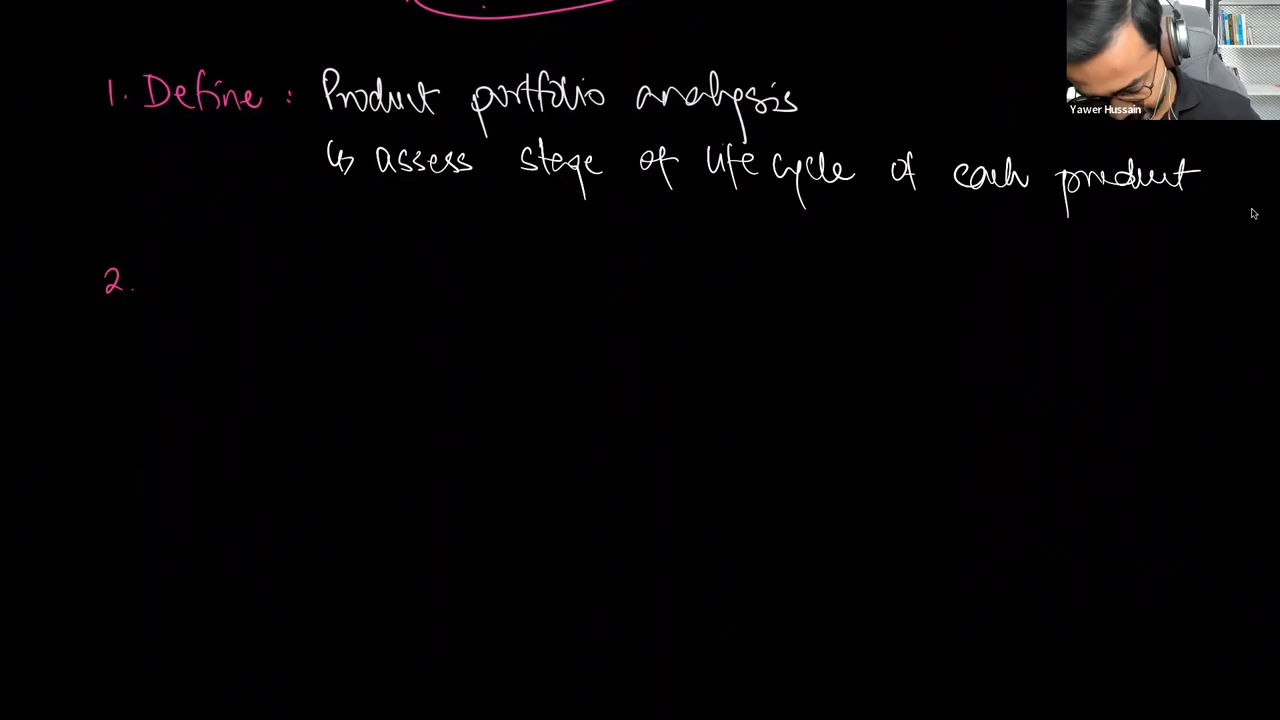 Yawer Hussain
1. Define : Product portfolio analysis
↳ assess stage of life cycle of each product
2.